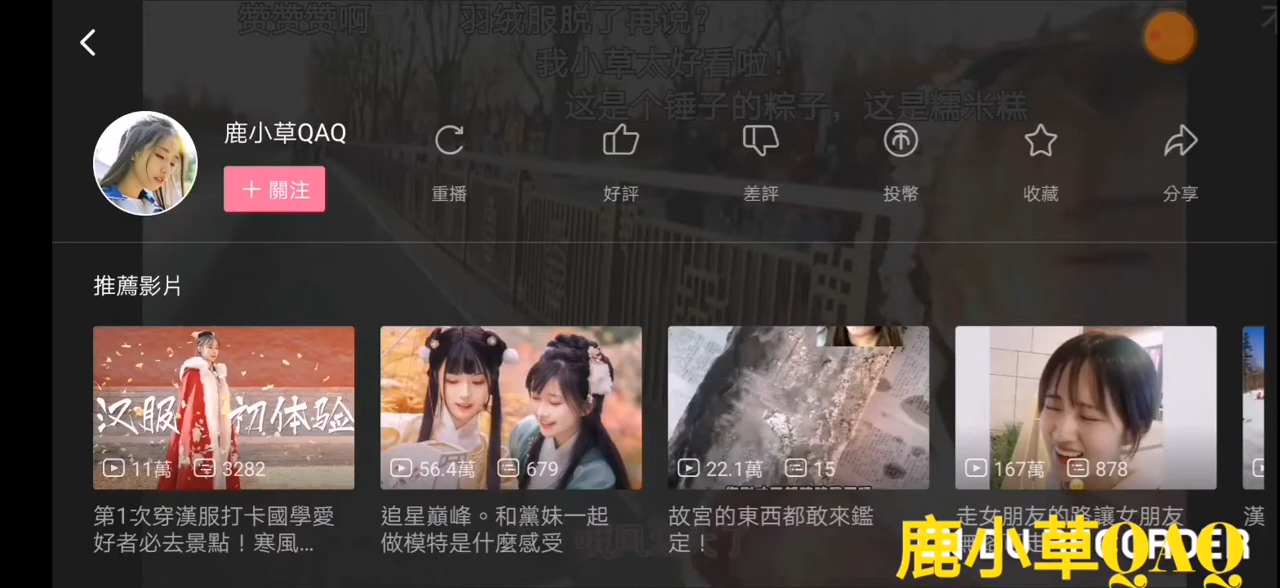 赞赞赞啊
羽绒服脱了再说?
我小草太好看啦!
这是个锤子的粽子，这是糯米糕
鹿小草QAQ
+ 關注
重播
好評
差評
投幣
收藏
分享
推薦影片
汉服 初体验
11萬 3282
56.4萬 679
22.1萬 15
167萬 878
第1次穿漢服打卡國學愛
好者必去景點！寒風...
追星巔峰。和黨妹一起
做模特是什麼感受
故宮的東西都敢來鑑
定！
走女朋友的路讓女朋友
漢
鹿小草QAQ